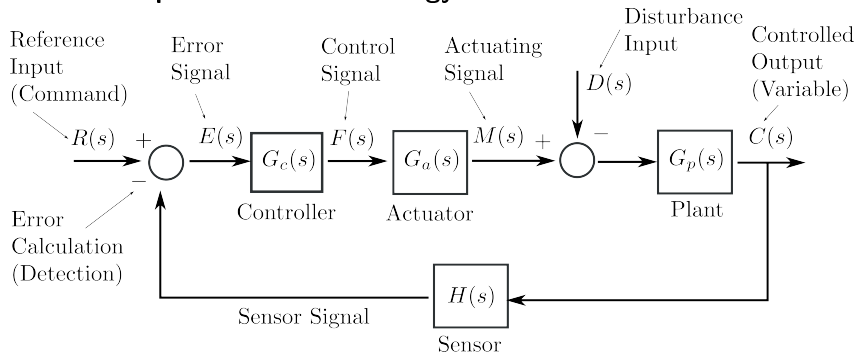 Reference
Input
(Command)
Error
Signal
Control
Signal
Actuating
Signal
Disturbance
Input
Controlled
Output
(Variable)
R(s)
+
−
E(s)
G_c(s)
F(s)
G_a(s)
M(s)
+
D(s)
−
G_p(s)
C(s)
Controller
Actuator
Plant
Error
Calculation
(Detection)
H(s)
Sensor Signal
Sensor